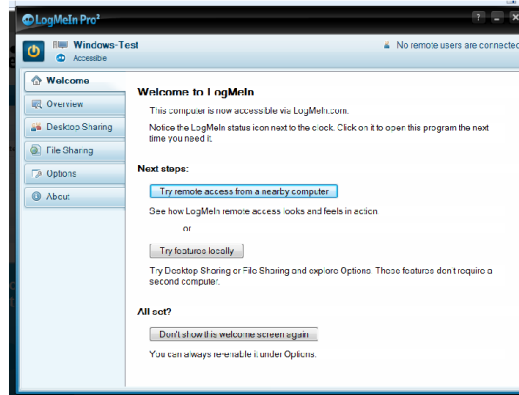 LogMeIn Pro²
Windows-Test
Accessible
No remote users are connected
Welcome
Overview
Desktop Sharing
File Sharing
Options
About
Welcome to LogMeIn
This computer is now accessible via LogMeIn.com.
Notice the LogMeIn status icon next to the clock. Click on it to open this program the next
time you need it.
Next steps:
Try remote access from a nearby computer
See how LogMeIn remote access looks and feels in action
or
Try features locally
Try Desktop Sharing or File Sharing and explore Options. These features don't require a
second computer.
All set?
Don't show this welcome screen again
You can always re-enable it under Options.